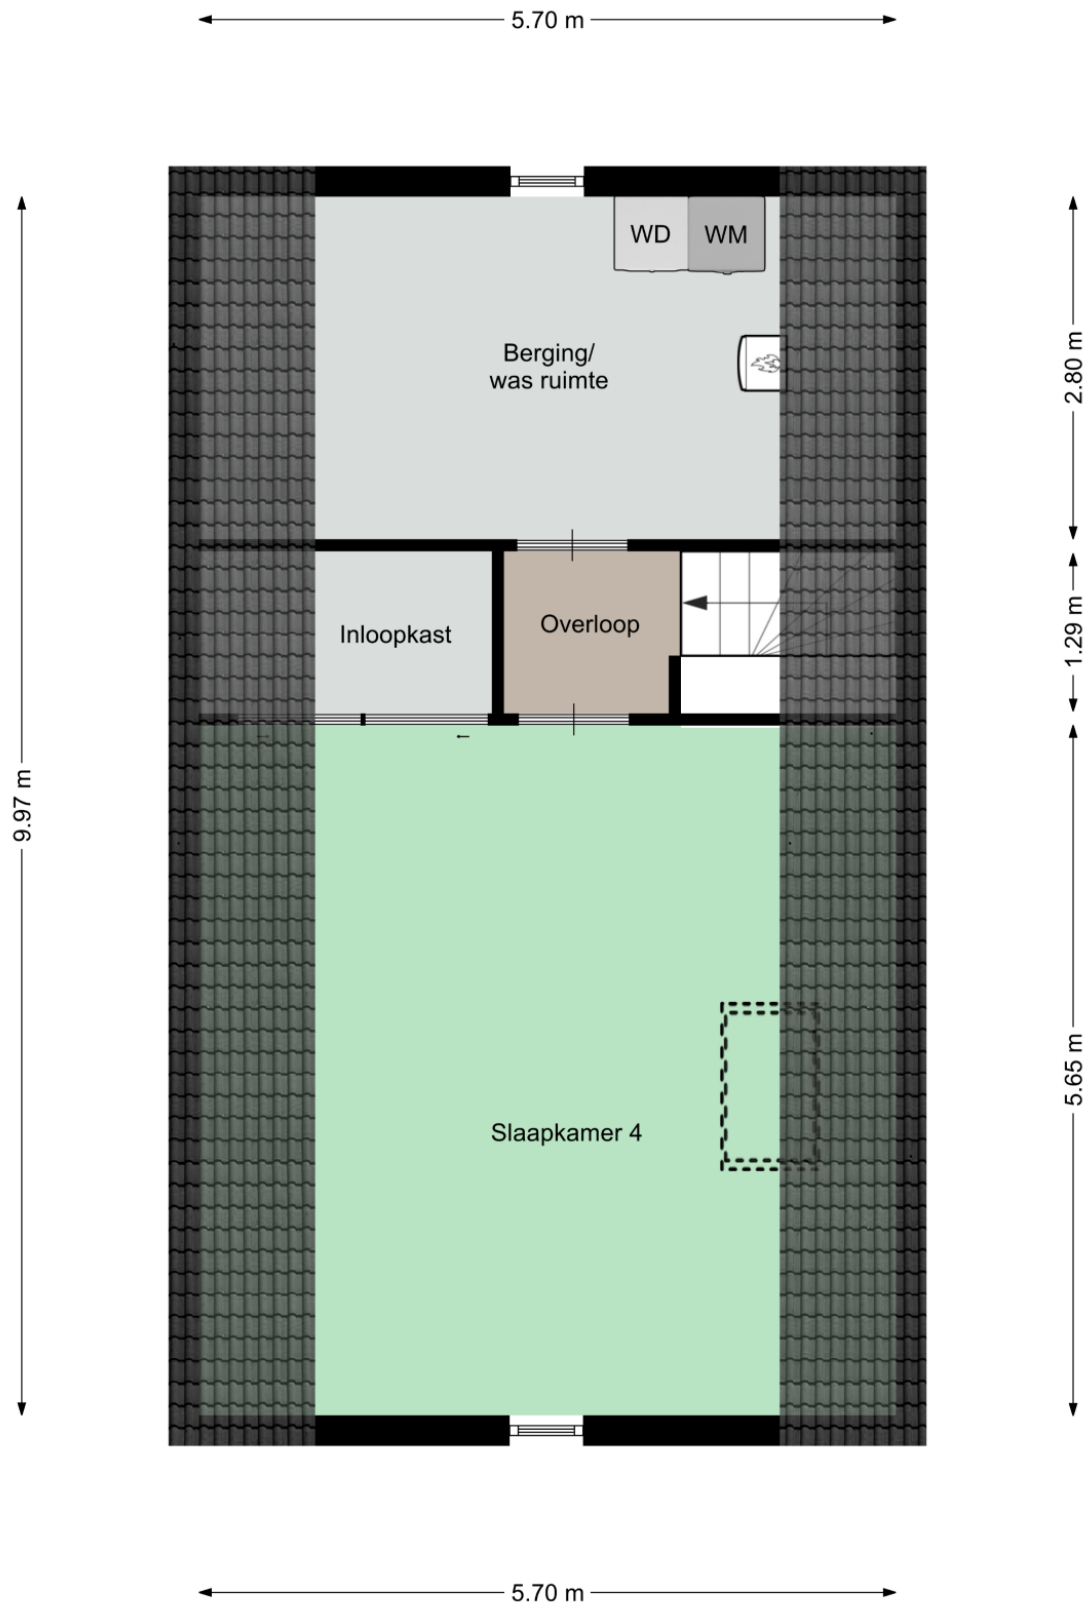 5.70 m
WD
WM
Berging/
was ruimte
2.80 m
Inloopkast
Overloop
1.29 m
9.97 m
5.65 m
Slaapkamer 4
5.70 m